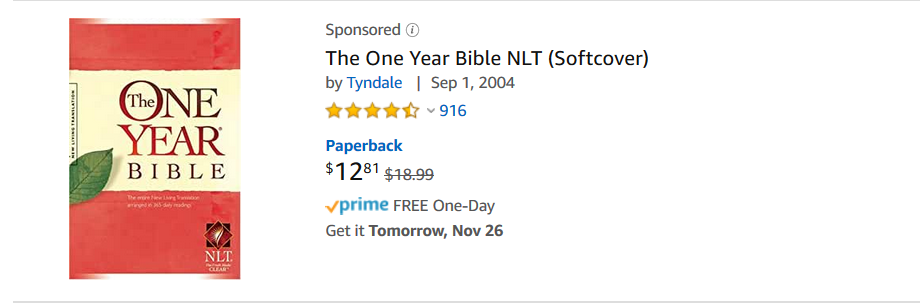 Sponsored
The One Year Bible NLT (Softcover)
by Tyndale | Sep 1, 2004
916
Paperback
$12.81 $18.99
prime FREE One-Day
Get it Tomorrow, Nov 26
NEW LIVING TRANSLATION
The ONE
YEAR®
BIBLE
The entire New Living Translation
arranged in 365 daily readings
NLT
CLEAR